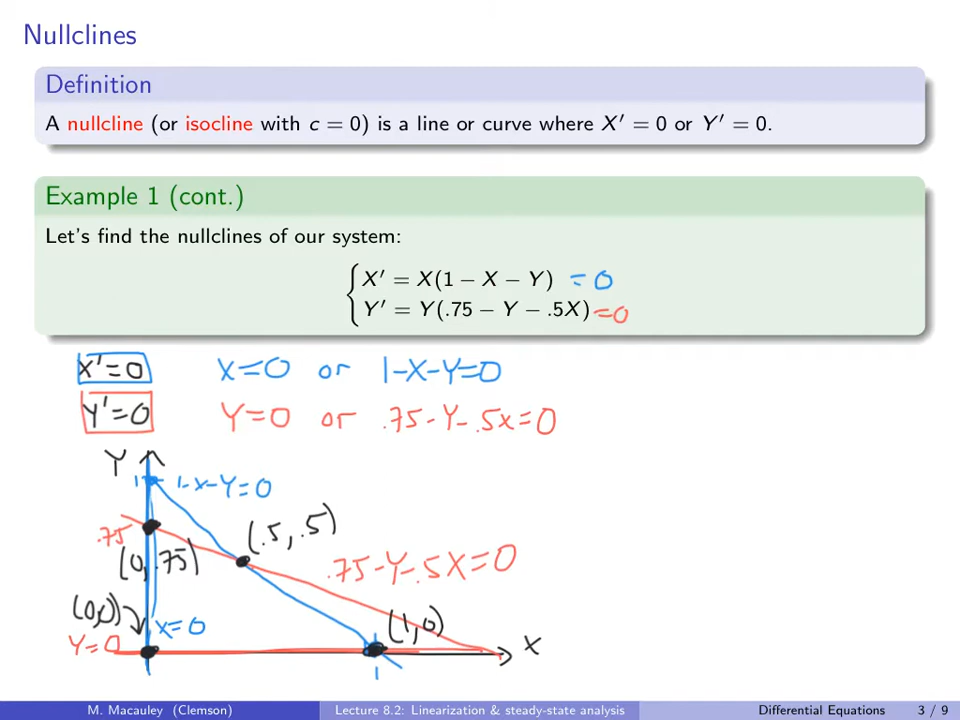 Nullclines
Definition
A nullcline (or isocline with c = 0) is a line or curve where X′ = 0 or Y′ = 0.
Example 1 (cont.)
Let's find the nullclines of our system:
X′ = X(1 − X − Y) = 0
Y′ = Y(.75 − Y − .5X) = 0
X'=0 X=0 or 1-X-Y=0
Y'=0 Y=0 or .75-Y-.5x=0
Y
1 1-x-Y=0
.75 (.5, .5)
(0, .75) .75-Y-.5X=0
(0,0) x=0 (1,0)
Y=0 X
1
M. Macauley (Clemson) Lecture 8.2: Linearization & steady-state analysis Differential Equations 3 / 9